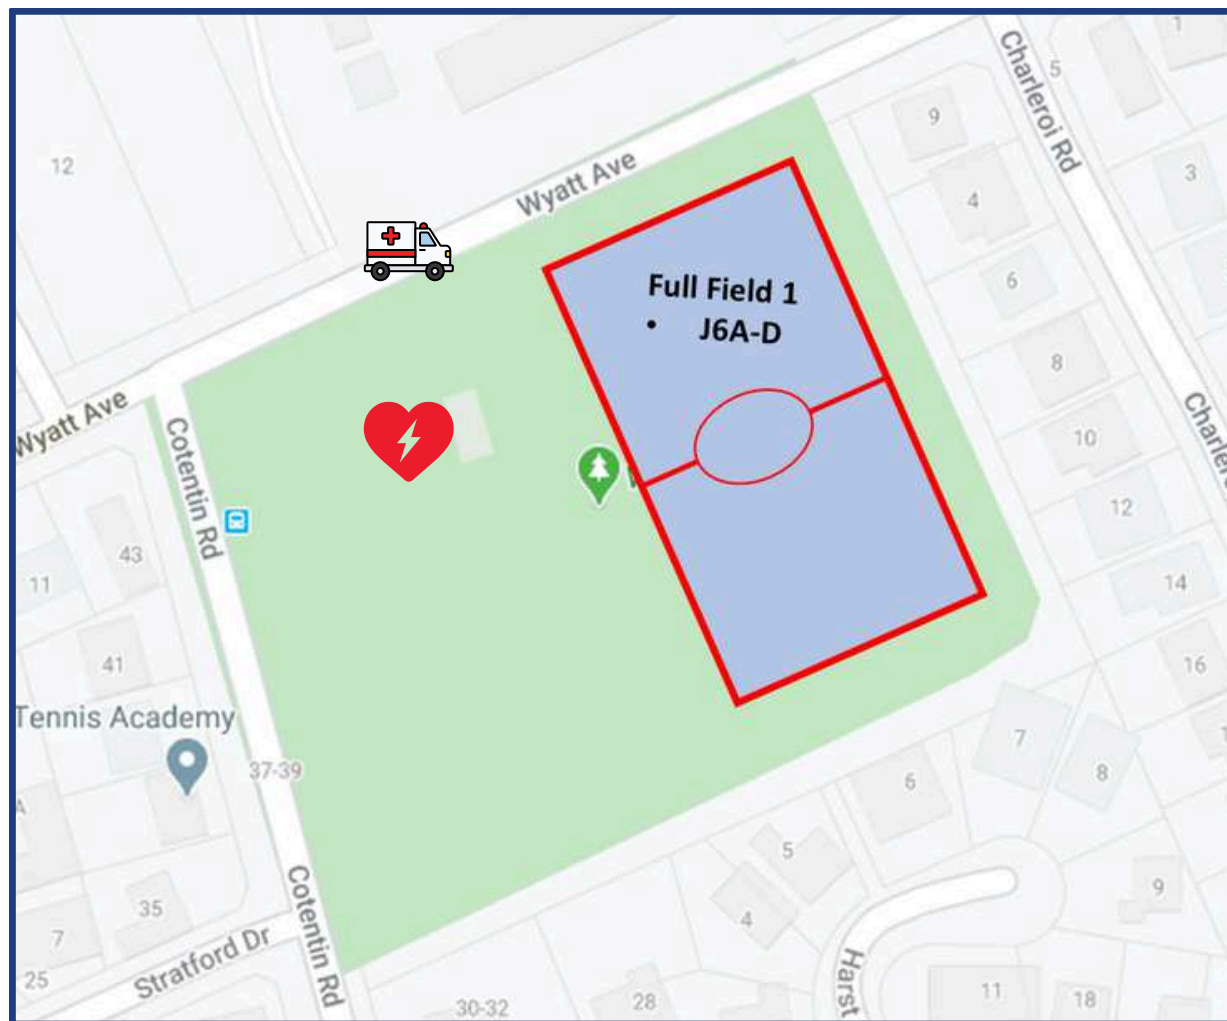 1
Charleroi Rd
5
9
12
Wyatt Ave
3
4
Full Field 1
• J6A-D
6
8
Wyatt Ave
10
Cotentin Rd
12
43
11
14
41
16
Tennis Academy
37-39
7
6
8
5
9
35
4
7
Stratford Dr
Cotentin Rd
25
Harst
11
30-32
28
18